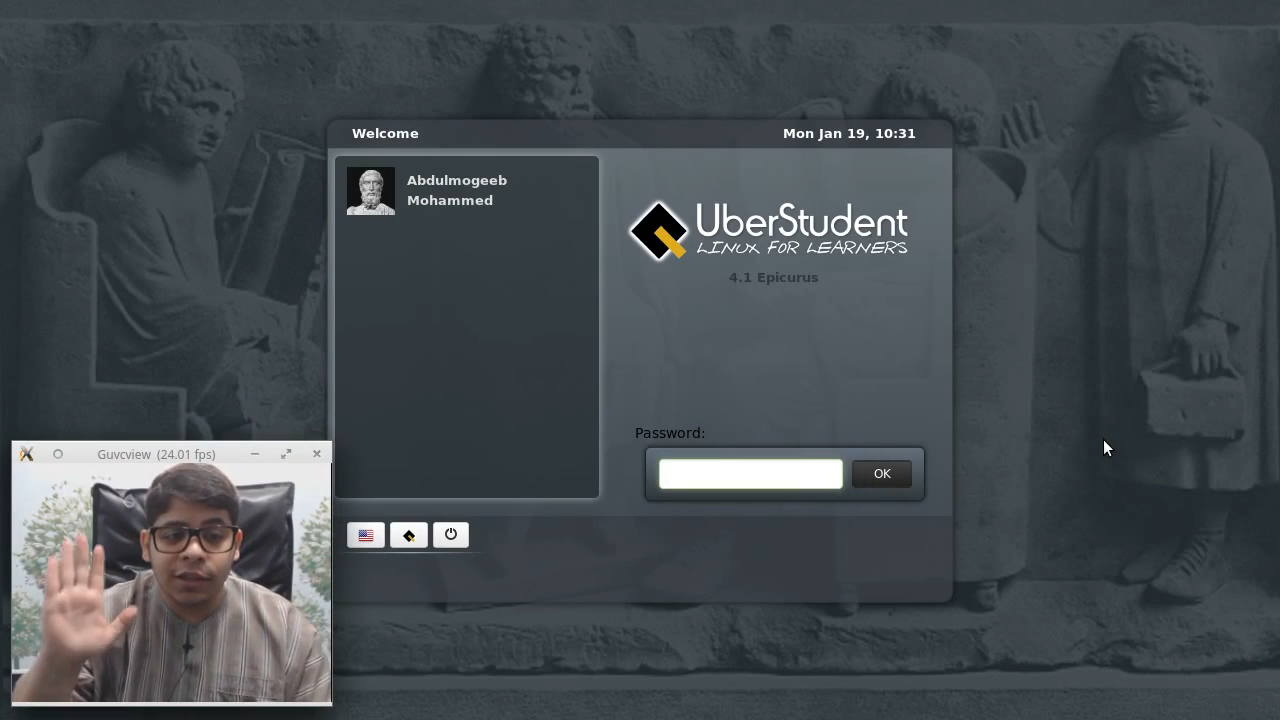 Welcome
Mon Jan 19, 10:31
Abdulmogeeb
Mohammed
UberStudent
LINUX FOR LEARNERS
4.1 Epicurus
Password:
OK
Guvcview (24.01 fps)